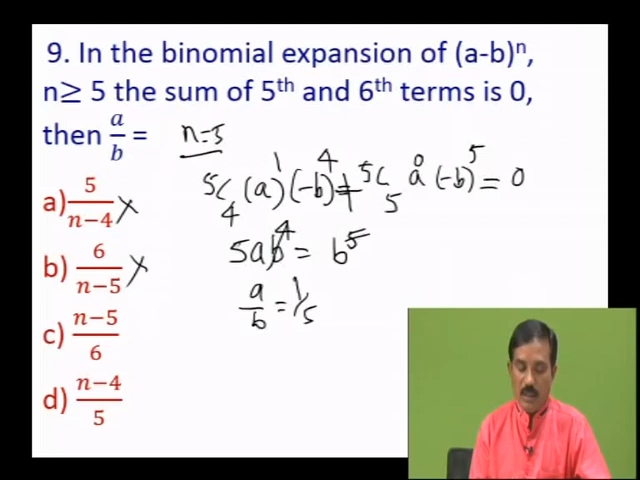 9. In the binomial expansion of (a-b)ⁿ,
n≥ 5 the sum of 5ᵗʰ and 6ᵗʰ terms is 0,
then a/b = n=5
5C₄ (a)¹ (-b)⁴ + 5C₅ a⁰ (-b)⁵ = 0
a) 5/(n−4) ×
5ab⁴ = b⁵
b) 6/(n−5) ×
a/b = 1/5
c) (n−5)/6
d) (n−4)/5